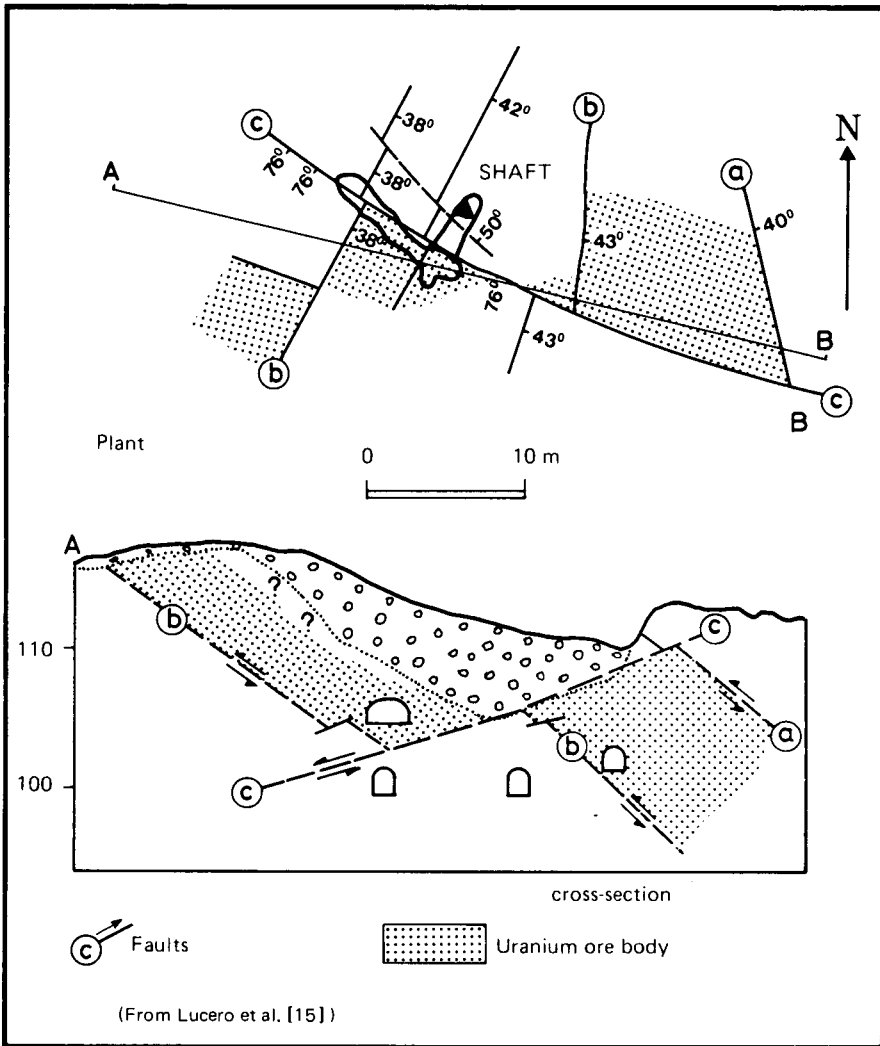 c
38°
42°
b
N
A
76°
76°
38°
SHAFT
a
38°
50°
43°
40°
76°
43°
B
b
c
B
Plant
0 10 m
A
b
?
?
c
110
b
a
100
c
cross-section
c Faults
Uranium ore body
(From Lucero et al. [15])